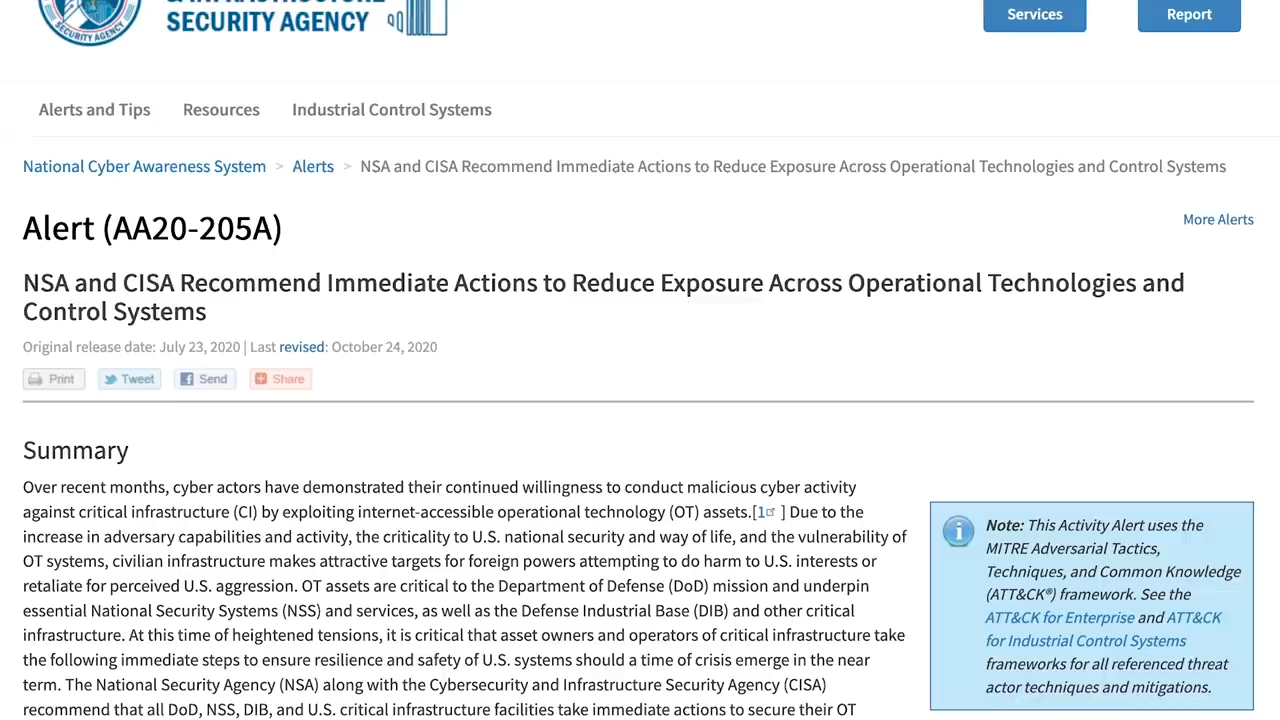 & INFRASTRUCTURE
SECURITY AGENCY
SECURITY AGENCY
Services
Report
Alerts and Tips
Resources
Industrial Control Systems
National Cyber Awareness System > Alerts > NSA and CISA Recommend Immediate Actions to Reduce Exposure Across Operational Technologies and Control Systems
Alert (AA20-205A)
More Alerts
NSA and CISA Recommend Immediate Actions to Reduce Exposure Across Operational Technologies and
Control Systems
Original release date: July 23, 2020 | Last revised: October 24, 2020
Print
Tweet
Send
Share
Summary
Over recent months, cyber actors have demonstrated their continued willingness to conduct malicious cyber activity
against critical infrastructure (CI) by exploiting internet-accessible operational technology (OT) assets.[1 ] Due to the
increase in adversary capabilities and activity, the criticality to U.S. national security and way of life, and the vulnerability of
OT systems, civilian infrastructure makes attractive targets for foreign powers attempting to do harm to U.S. interests or
retaliate for perceived U.S. aggression. OT assets are critical to the Department of Defense (DoD) mission and underpin
essential National Security Systems (NSS) and services, as well as the Defense Industrial Base (DIB) and other critical
infrastructure. At this time of heightened tensions, it is critical that asset owners and operators of critical infrastructure take
the following immediate steps to ensure resilience and safety of U.S. systems should a time of crisis emerge in the near
term. The National Security Agency (NSA) along with the Cybersecurity and Infrastructure Security Agency (CISA)
recommend that all DoD, NSS, DIB, and U.S. critical infrastructure facilities take immediate actions to secure their OT
Note: This Activity Alert uses the
MITRE Adversarial Tactics,
Techniques, and Common Knowledge
(ATT&CK®) framework. See the
ATT&CK for Enterprise and ATT&CK
for Industrial Control Systems
frameworks for all referenced threat
actor techniques and mitigations.